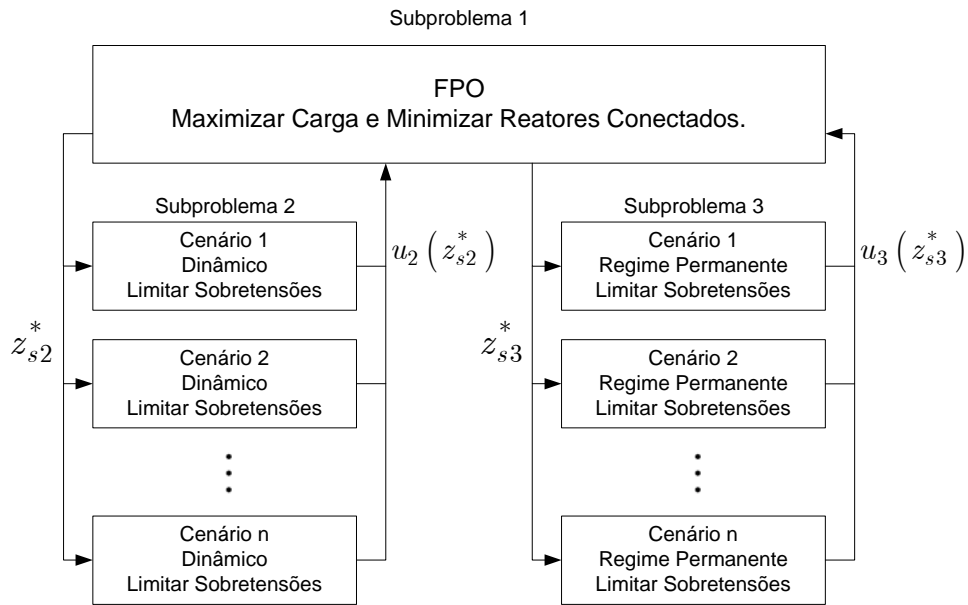 Subproblema 1
FPO
Maximizar Carga e Minimizar Reatores Conectados.
Subproblema 2
Cenário 1
Dinâmico
Limitar Sobretensões
Cenário 2
Dinâmico
Limitar Sobretensões
Cenário n
Dinâmico
Limitar Sobretensões
z*_{s2}
u_2 ( z*_{s2} )
Subproblema 3
Cenário 1
Regime Permanente
Limitar Sobretensões
Cenário 2
Regime Permanente
Limitar Sobretensões
Cenário n
Regime Permanente
Limitar Sobretensões
z*_{s3}
u_3 ( z*_{s3} )